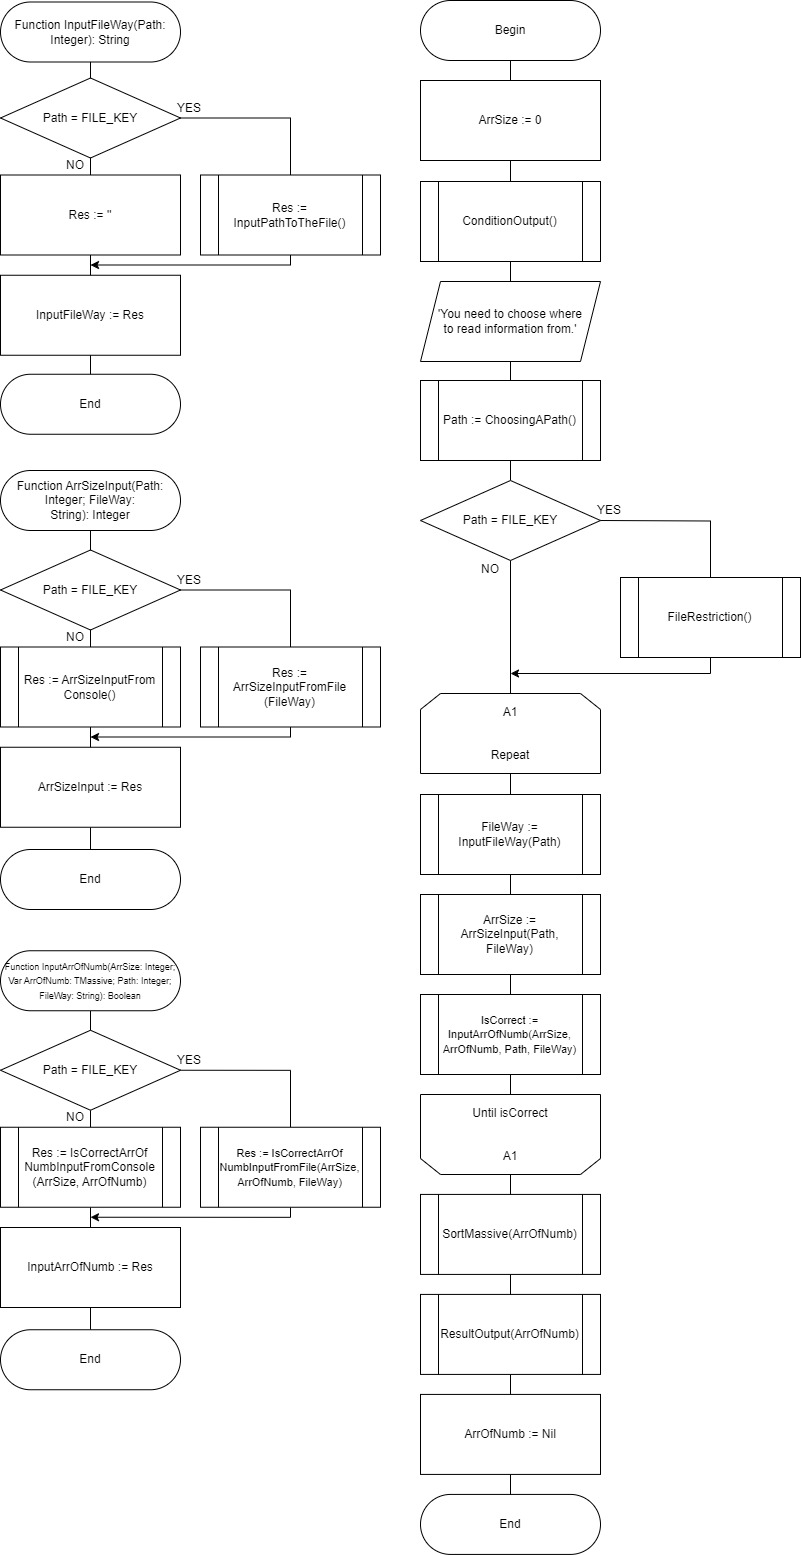 Function InputFileWay(Path:
Integer): String
Path = FILE_KEY
YES
NO
Res := ''
Res :=
InputPathToTheFile()
InputFileWay := Res
End
Function ArrSizeInput(Path:
Integer; FileWay:
String): Integer
Path = FILE_KEY
YES
NO
Res := ArrSizeInputFrom
Console()
Res :=
ArrSizeInputFromFile
(FileWay)
ArrSizeInput := Res
End
Function InputArrOfNumb(ArrSize: Integer;
Var ArrOfNumb: TMassive; Path: Integer;
FileWay: String): Boolean
Path = FILE_KEY
YES
NO
Res := IsCorrectArrOf
NumbInputFromConsole
(ArrSize, ArrOfNumb)
Res := IsCorrectArrOf
NumbInputFromFile(ArrSize,
ArrOfNumb, FileWay)
InputArrOfNumb := Res
End
Begin
ArrSize := 0
ConditionOutput()
'You need to choose where
to read information from.'
Path := ChoosingAPath()
Path = FILE_KEY
YES
NO
FileRestriction()
A1
Repeat
FileWay :=
InputFileWay(Path)
ArrSize :=
ArrSizeInput(Path,
FileWay)
IsCorrect :=
InputArrOfNumb(ArrSize,
ArrOfNumb, Path, FileWay)
Until isCorrect
A1
SortMassive(ArrOfNumb)
ResultOutput(ArrOfNumb)
ArrOfNumb := Nil
End